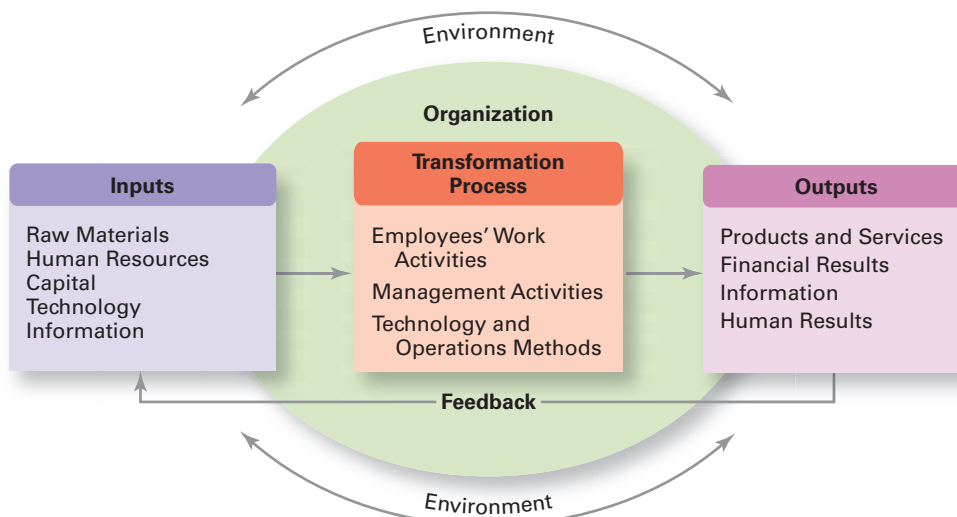 Environment
Organization
Inputs
Raw Materials
Human Resources
Capital
Technology
Information
Transformation
Process
Employees' Work
Activities
Management Activities
Technology and
Operations Methods
Outputs
Products and Services
Financial Results
Information
Human Results
Feedback
Environment